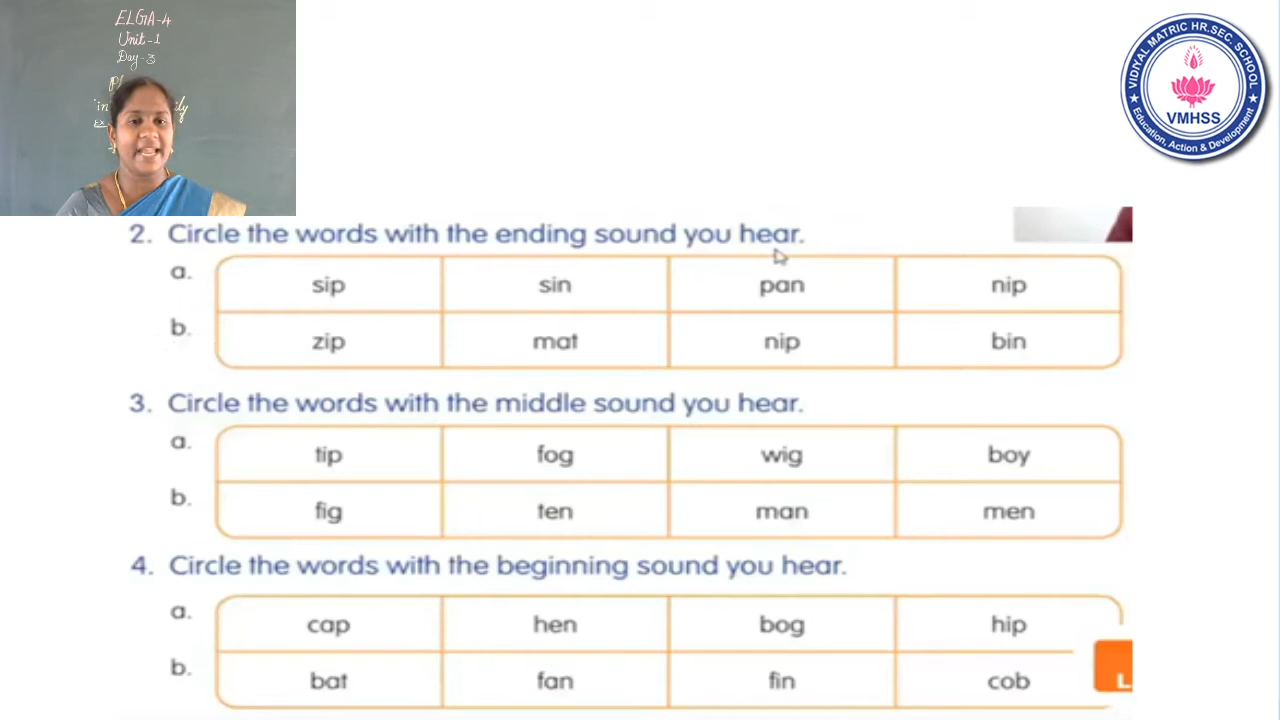 ELGA-4
Unit-1
Day-3
VIDIYAL MATRIC HR.SEC. SCHOOL
VMHSS
Education, Action & Development
2. Circle the words with the ending sound you hear.
a. sip sin pan nip
b. zip mat nip bin
3. Circle the words with the middle sound you hear.
a. tip fog wig boy
b. fig ten man men
4. Circle the words with the beginning sound you hear.
a. cap hen bog hip
b. bat fan fin cob